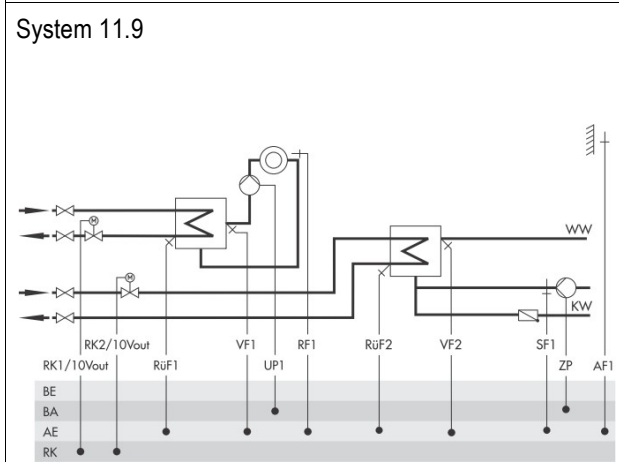 System 11.9
M
WW
M
KW
RK2/10Vout VF1 RF1 RüF2 VF2 SF1
RK1/10Vout RüF1 UP1 ZP AF1
BE
BA
AE
RK